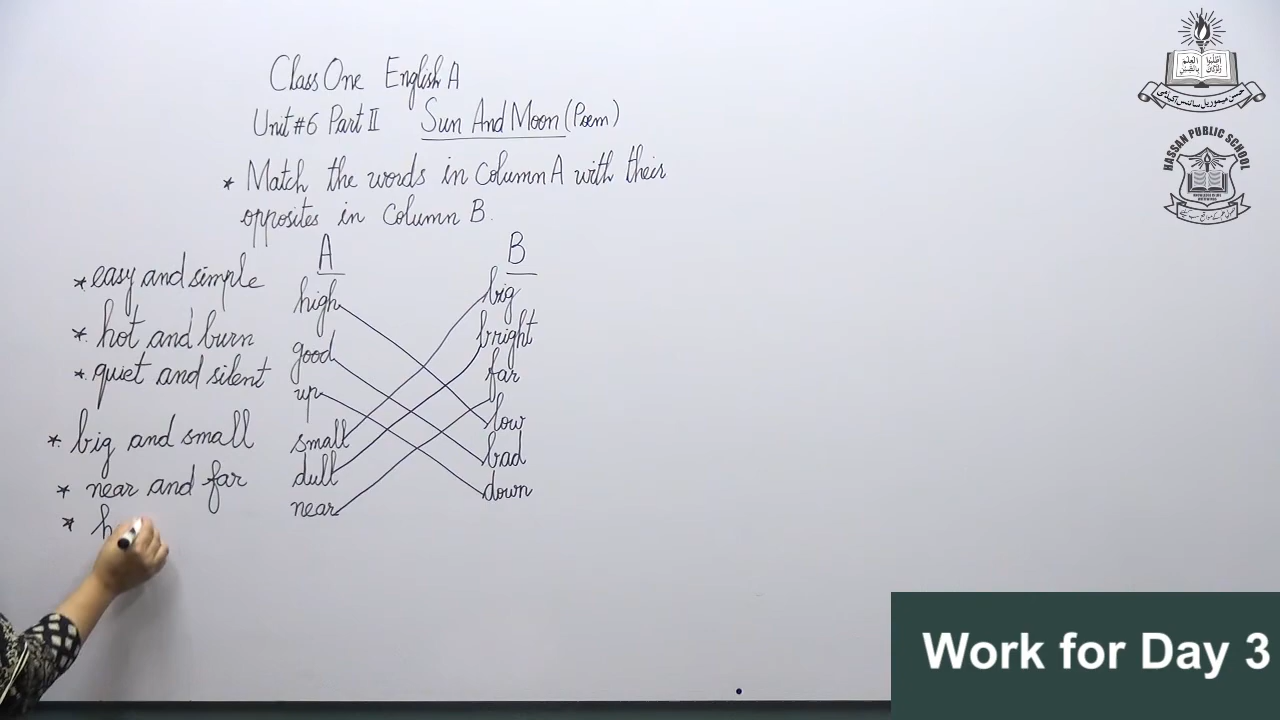 Class One English A
Unit #6 Part II Sun And Moon (Poem)
* Match the words in Column A with their
opposites in Column B.
A B
* easy and simple
high big
* hot and burn
bright
good
* quiet and silent
far
up
low
* big and small
small
bad
* near and far
dull
down
near
* h
HASSAN PUBLIC SCHOOL
Work for Day 3